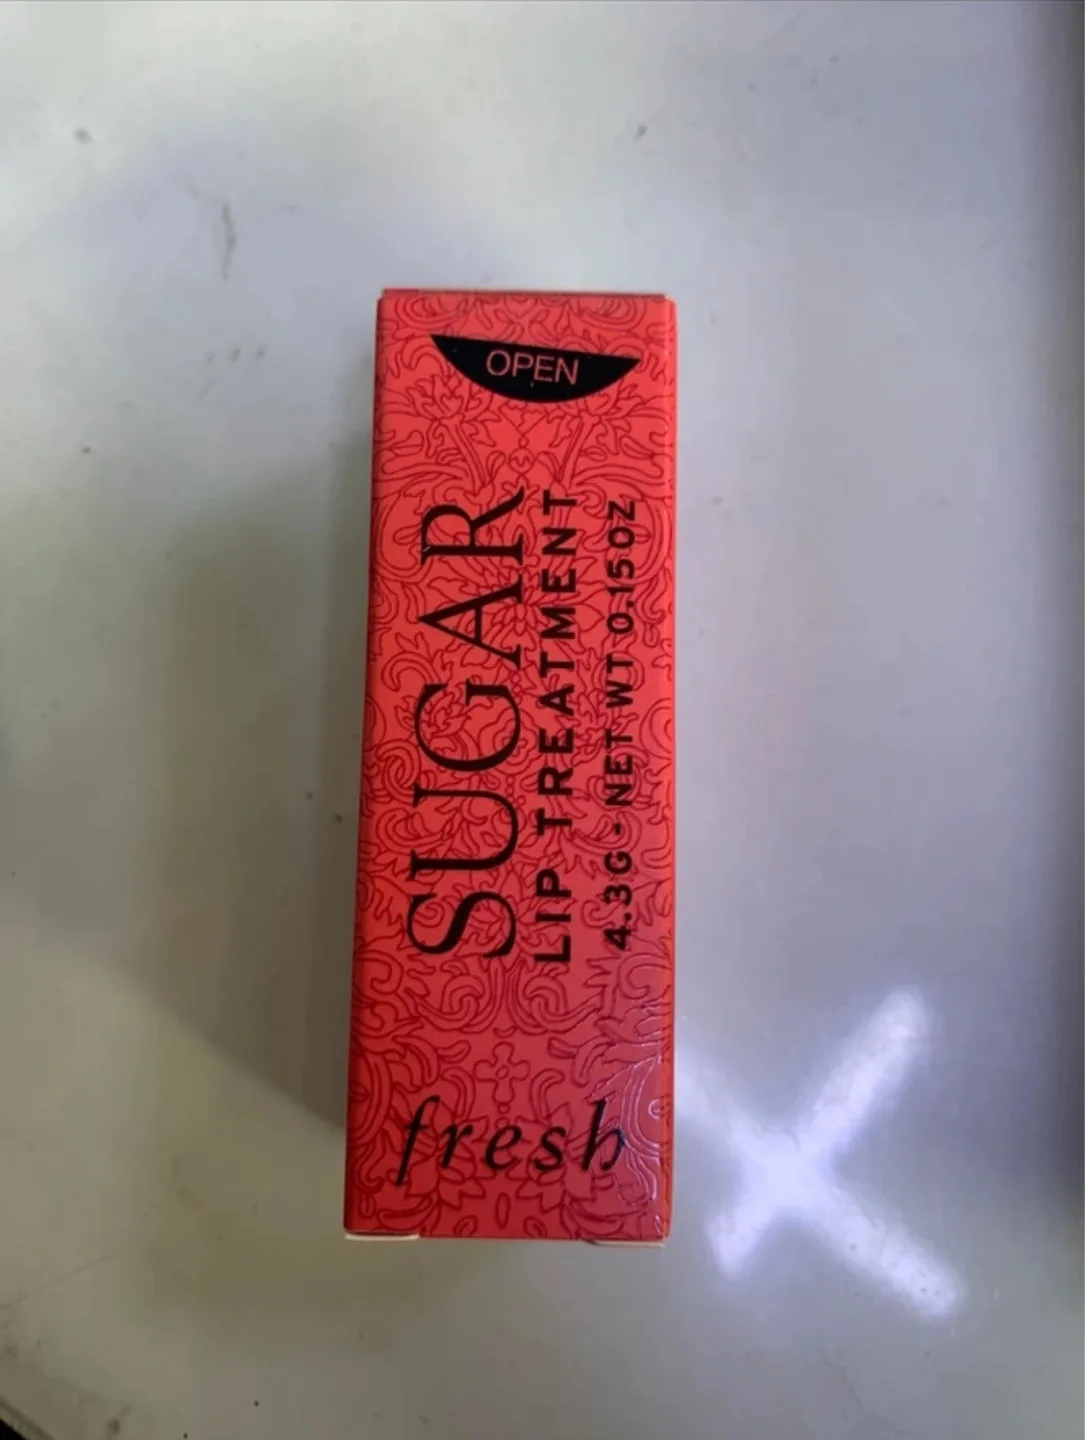 OPEN
SUGAR
LIP TREATMENT
4.3G - NET WT 0.15OZ
fresh